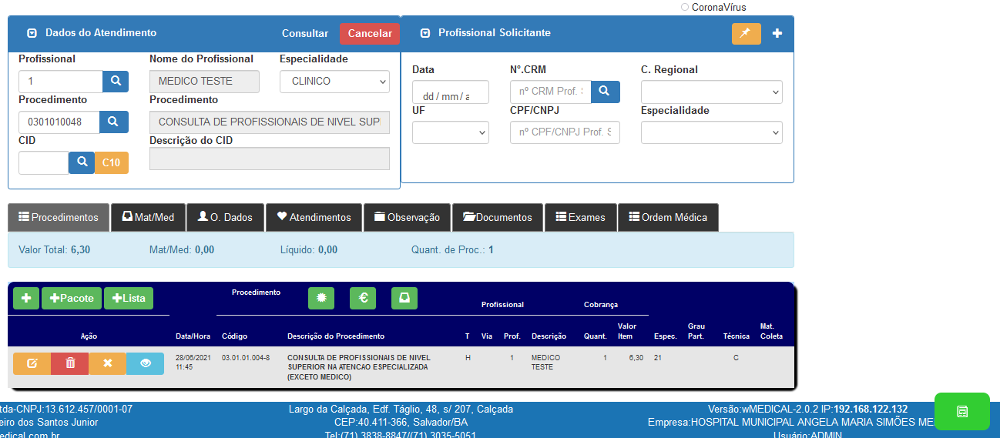 CoronaVírus
Dados do Atendimento
Consultar
Cancelar
Profissional Solicitante
Profissional
Nome do Profissional
Especialidade
1
MEDICO TESTE
CLINICO
Procedimento
Procedimento
0301010048
CONSULTA DE PROFISSIONAIS DE NIVEL SUP
CID
Descrição do CID
C10
Data
N°.CRM
C. Regional
dd / mm / a
nº CRM Prof. S
UF
CPF/CNPJ
Especialidade
nº CPF/CNPJ Prof. S
Procedimentos
Mat/Med
O. Dados
Atendimentos
Observação
Documentos
Exames
Ordem Médica
Valor Total: 6,30
Mat/Med: 0,00
Líquido: 0,00
Quant. de Proc.: 1
Pacote
Lista
Procedimento
€
Profissional
Cobrança
Ação
Data/Hora
Código
Descrição do Procedimento
T
Via
Prof.
Descrição
Quant.
Valor
Item
Espec.
Grau
Part.
Técnica
Mat.
Coleta
28/06/2021
11:45
03.01.01.004-8
CONSULTA DE PROFISSIONAIS DE NIVEL
SUPERIOR NA ATENCAO ESPECIALIZADA
(EXCETO MEDICO)
H
1
MEDICO
TESTE
1
6,30
21
C
tda-CNPJ:13.612.457/0001-07
Largo da Calçada, Edf. Táglio, 48, s/ 207, Calçada
Versão:wMEDICAL-2.0.2 IP:192.168.122.132
eiro dos Santos Junior
CEP:40.411-366, Salvador/BA
Empresa:HOSPITAL MUNICIPAL ANGELA MARIA SIMÕES ME
edical.com.br
Tel:(71) 3838-8847/(71) 3035-5051
Usuário:ADMIN